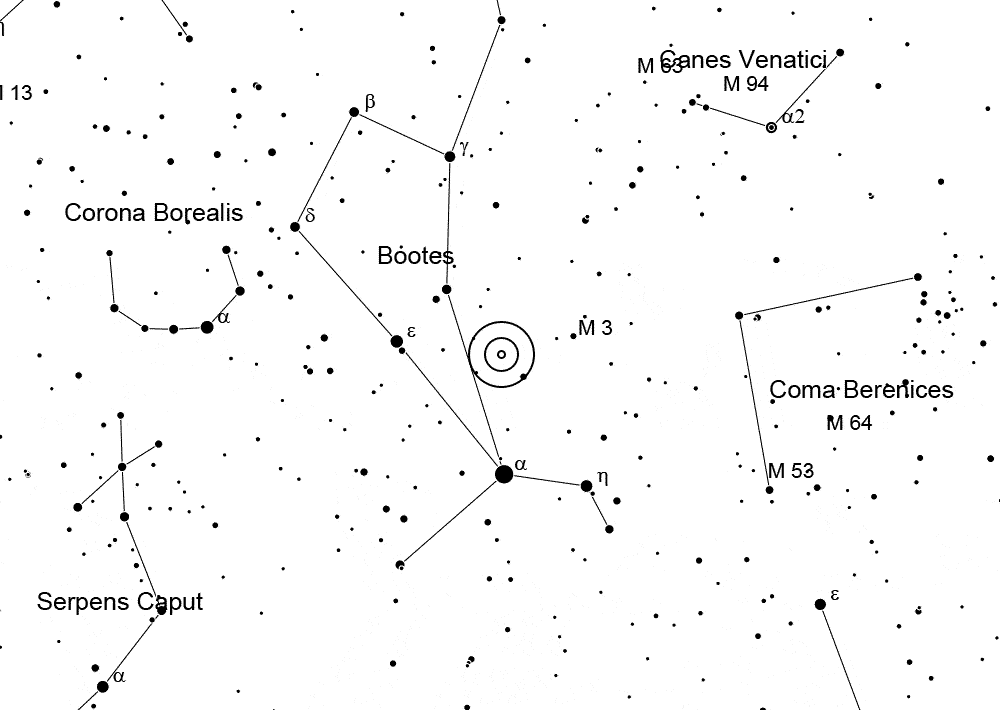 η
Canes Venatici
M 63
M 94
M 13
β
α2
γ
Corona Borealis
δ
Bootes
α
ε
M 3
Coma Berenices
M 64
α
M 53
η
Serpens Caput
ε
α